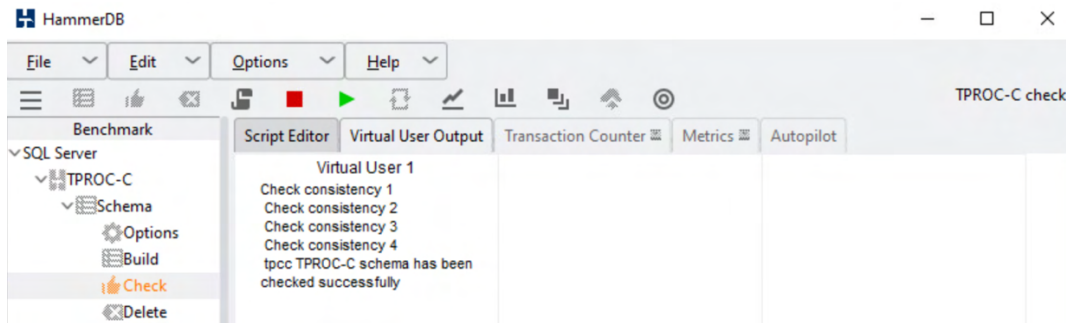 HammerDB
File Edit Options Help
TPROC-C check
Benchmark
Script Editor Virtual User Output Transaction Counter Metrics Autopilot
SQL Server
TPROC-C
Schema
Options
Build
Check
Delete
Virtual User 1
Check consistency 1
Check consistency 2
Check consistency 3
Check consistency 4
tpcc TPROC-C schema has been
checked successfully